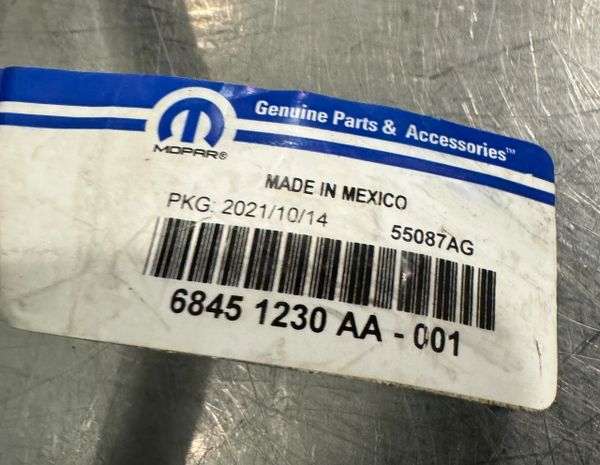 Genuine Parts & Accessories™
MOPAR®
MADE IN MEXICO
PKG: 2021/10/14
55087AG
6845 1230 AA - 001